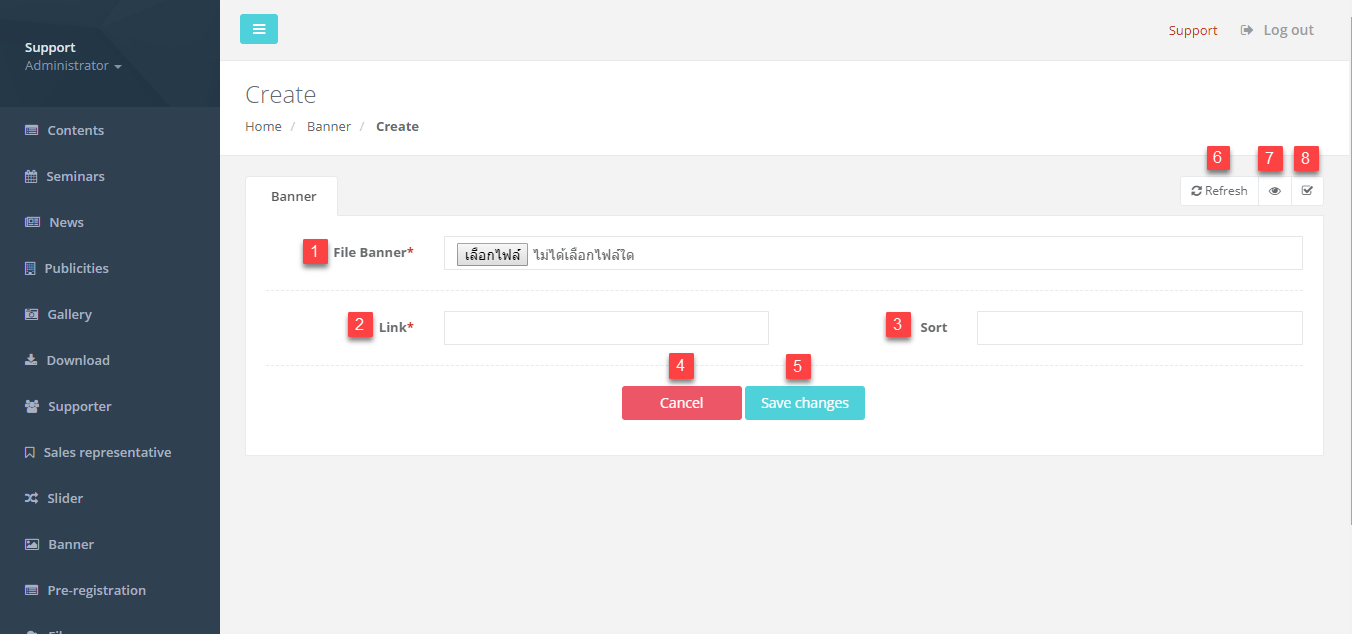 Support
Administrator
Contents
Seminars
News
Publicities
Gallery
Download
Supporter
Sales representative
Slider
Banner
Pre-registration
Support
Log out
Create
Home / Banner / Create
6 7 8
Banner
Refresh
1 File Banner* เลือกไฟล์ ไม่ได้เลือกไฟล์ใด
2 Link*
3 Sort
4 5
Cancel Save changes